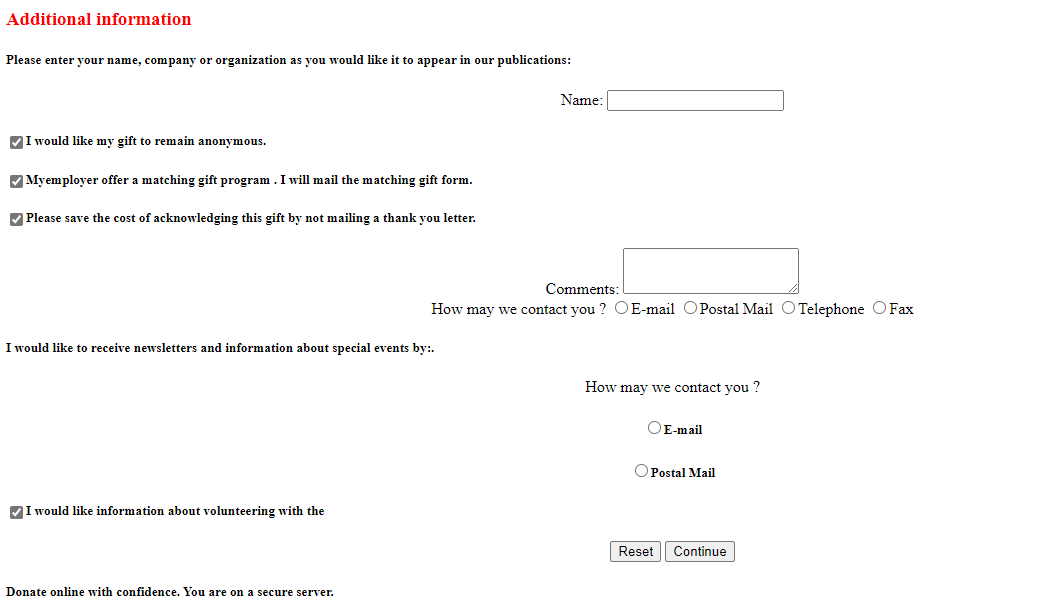 Additional information
Please enter your name, company or organization as you would like it to appear in our publications:
Name:
I would like my gift to remain anonymous.
Myemployer offer a matching gift program . I will mail the matching gift form.
Please save the cost of acknowledging this gift by not mailing a thank you letter.
Comments:
How may we contact you ? E-mail Postal Mail Telephone Fax
I would like to receive newsletters and information about special events by:.
How may we contact you ?
E-mail
Postal Mail
I would like information about volunteering with the
Reset Continue
Donate online with confidence. You are on a secure server.